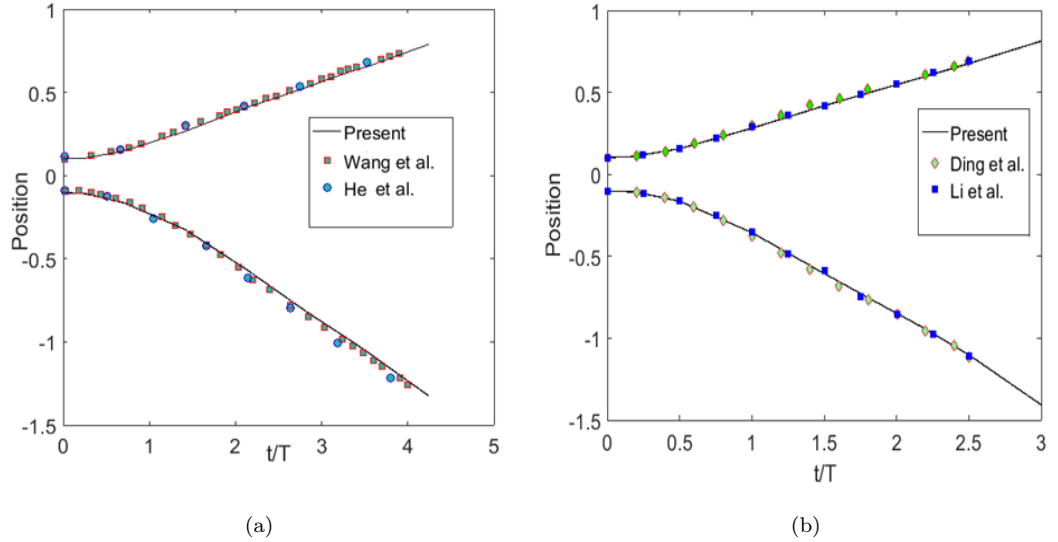 1
0.5
0
-0.5
-1
-1.5
Position
0
1
2
3
4
5
t/T
Present
Wang et al.
He et al.
(a)
1
0.5
0
-0.5
-1
-1.5
Position
0
0.5
1
1.5
2
2.5
3
t/T
Present
Ding et al.
Li et al.
(b)